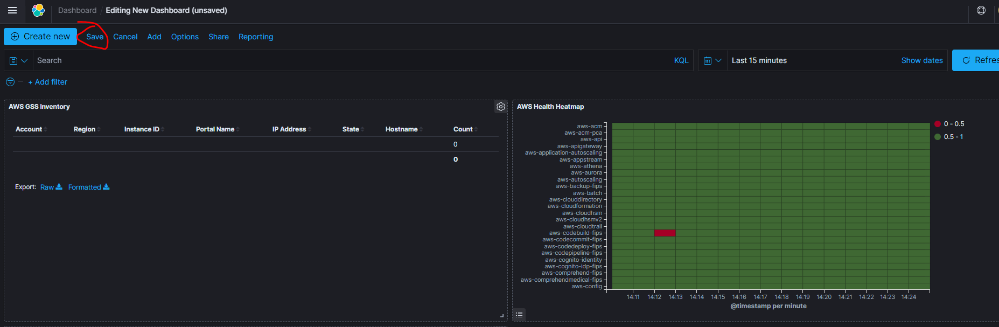 Dashboard / Editing New Dashboard (unsaved)
Create new Save Cancel Add Options Share Reporting
Search KQL Last 15 minutes Show dates
+ Add filter
AWS GSS Inventory
Account Region Instance ID Portal Name IP Address State Hostname Count
0
0
Export: Raw Formatted
AWS Health Heatmap
aws-acm
aws-acm-pca
aws-api
aws-apigateway
aws-application-autoscaling
aws-appstream
aws-athena
aws-aurora
aws-autoscaling
aws-backup-fips
aws-batch
aws-clouddirectory
aws-cloudformation
aws-cloudhsm
aws-cloudhsmv2
aws-cloudtrail
aws-codebuild-fips
aws-codecommit-fips
aws-codedeploy-fips
aws-codepipeline-fips
aws-cognito-identity
aws-cognito-idp-fips
aws-comprehend-fips
aws-comprehendmedical-fips
aws-config
14:11 14:12 14:13 14:14 14:15 14:16 14:17 14:18 14:19 14:20 14:21 14:22 14:23 14:24
@timestamp per minute
0 - 0.5
0.5 - 1